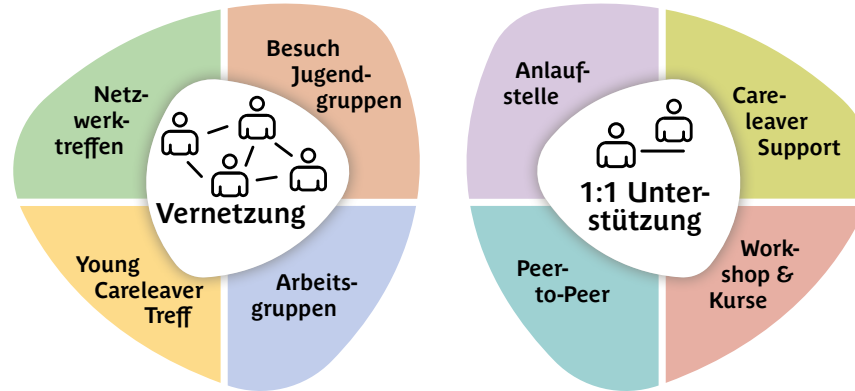 Netz-
werk-
treffen
Besuch
Jugend-
gruppen
Vernetzung
Young
Careleaver
Treff
Arbeits-
gruppen
Anlauf-
stelle
Care-
leaver
Support
1:1 Unter-
stützung
Peer-
to-Peer
Work-
shop &
Kurse